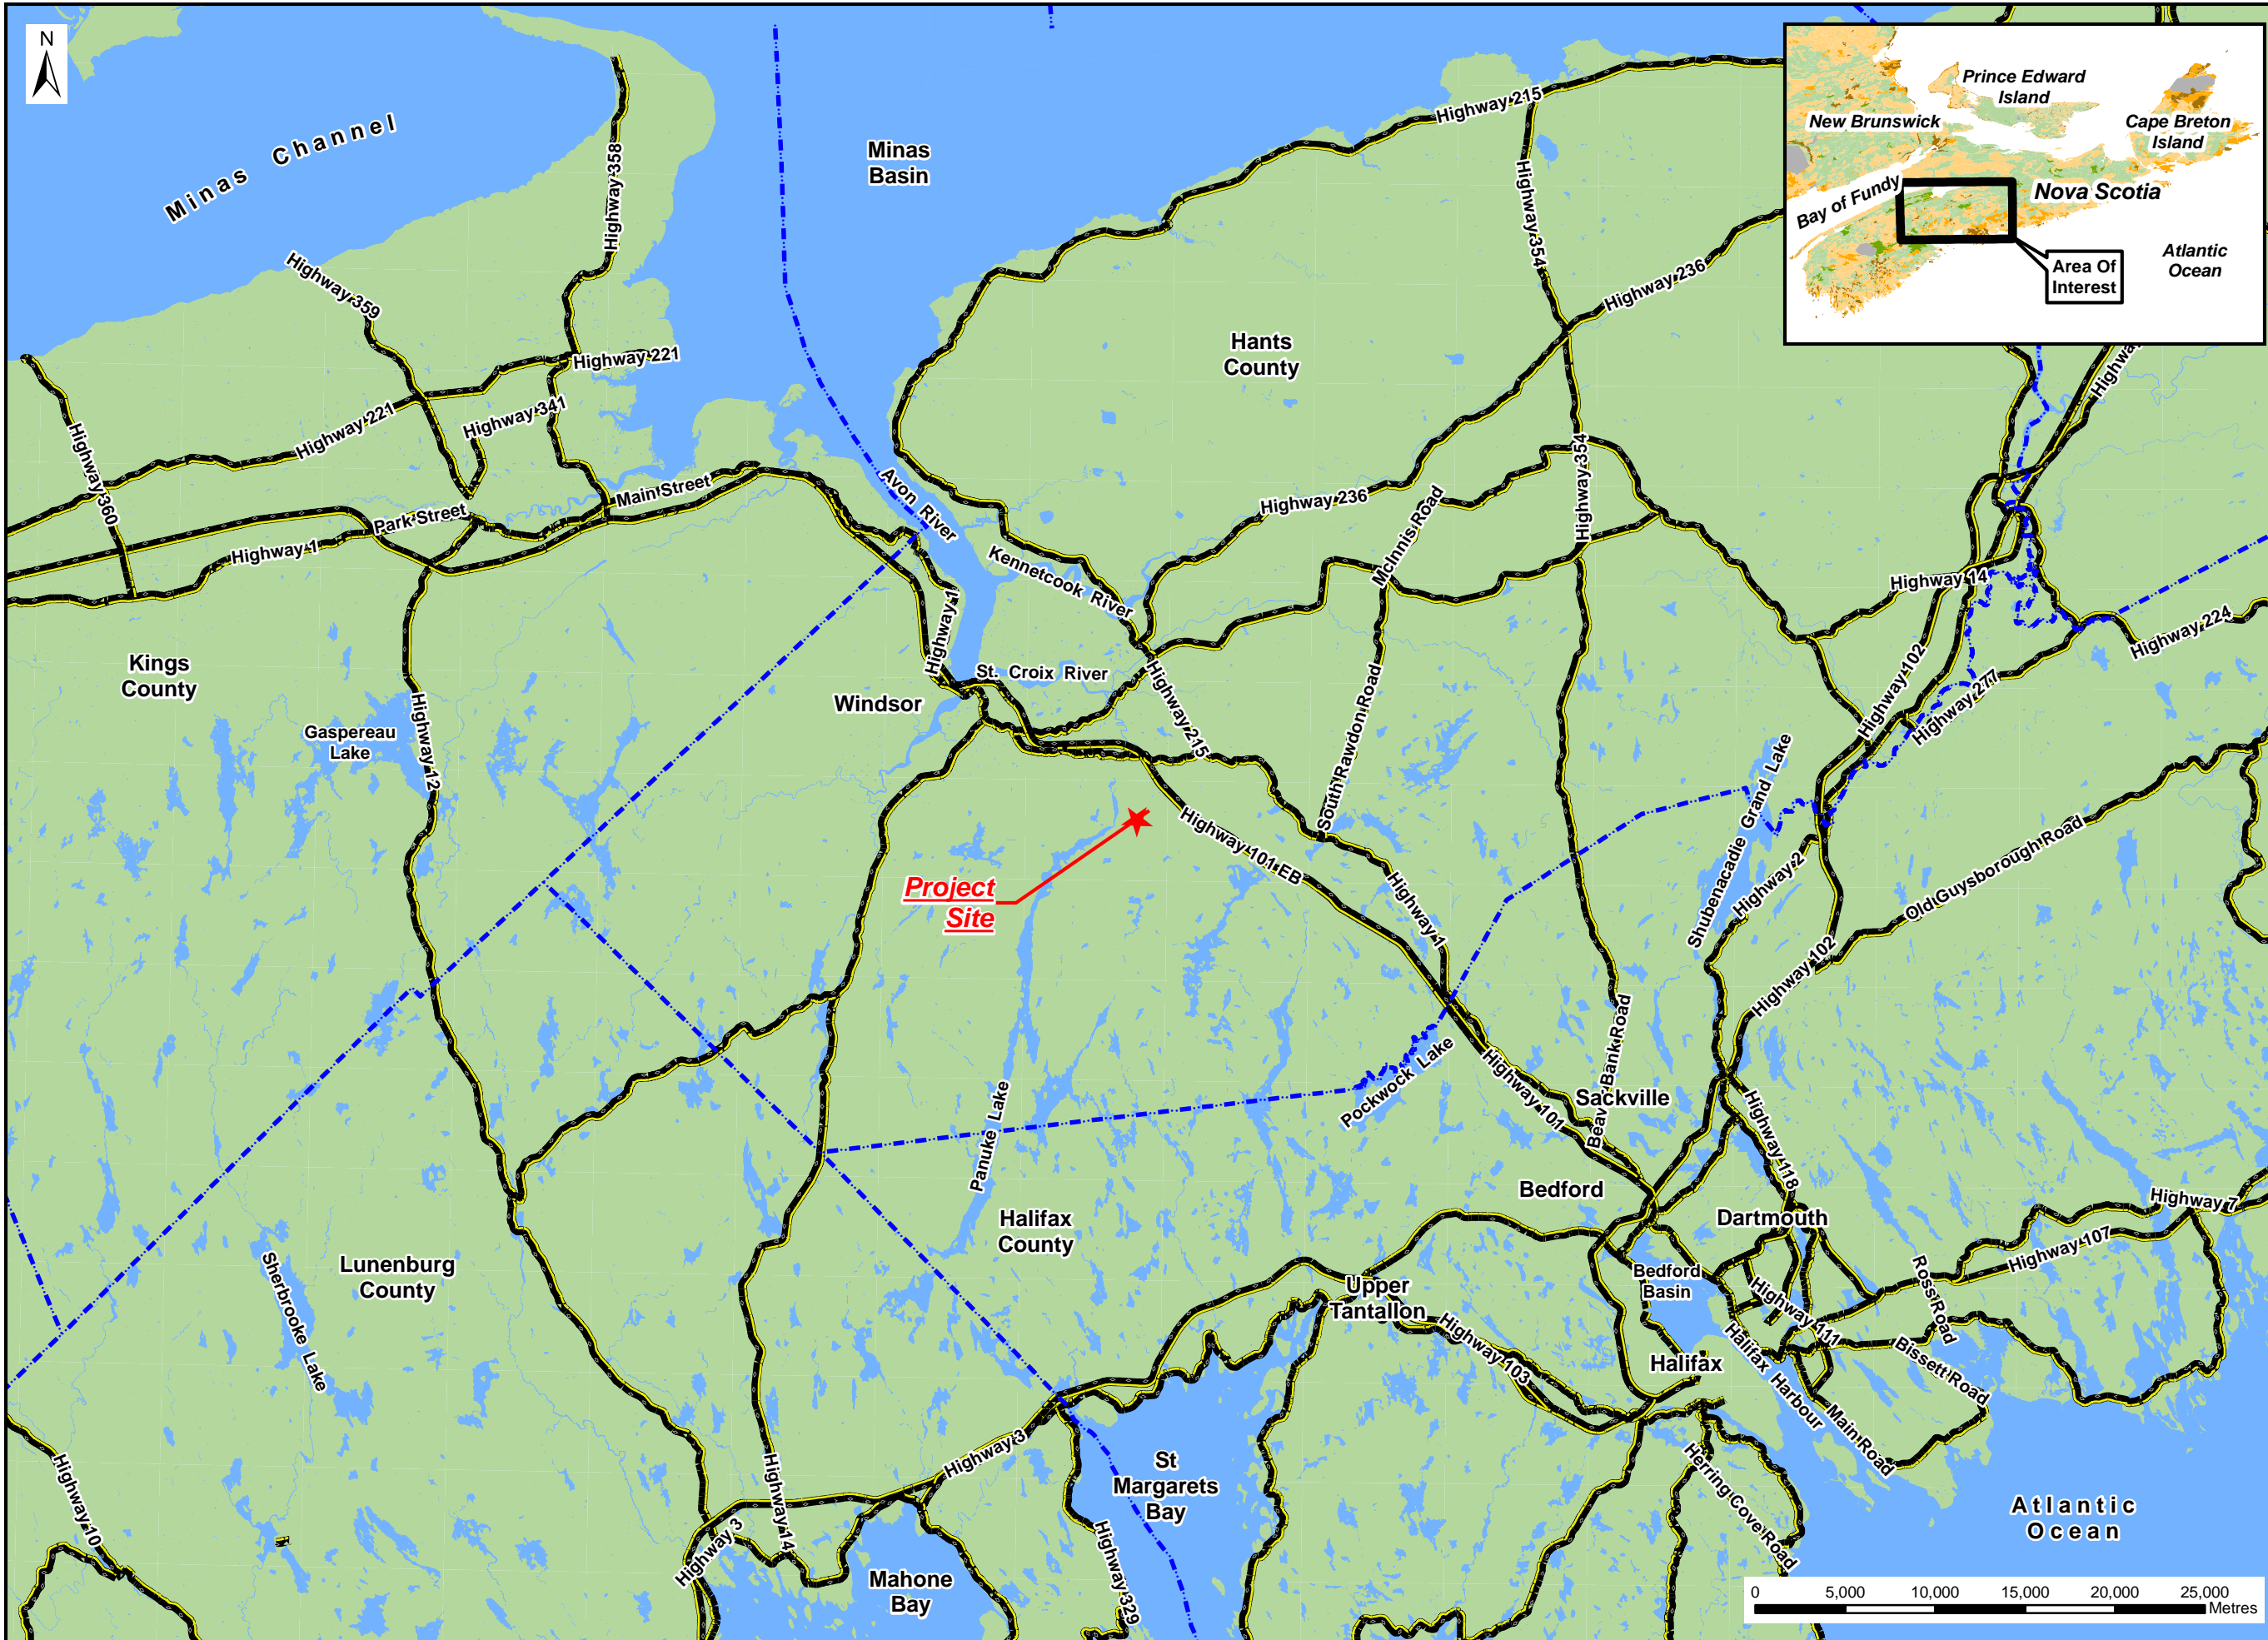 N
Minas Channel
Minas
Basin
Highway 215
Highway 358
Highway 354
Highway 236
Highway 359
Hants
County
Highway 221
Highway 341
Highway 221
Highway 360
Highway 354
Main Street
Park Street
Highway 1
Avon
River
Highway 236
McInnis Road
Kennetcook River
Highway 14
Highway 224
Highway 1
Kings
County
St. Croix River
Highway 215
South Rawdon Road
Highway 102
Highway 277
Windsor
Gaspereau
Lake
Highway 12
Shubenacadie Grand Lake
Highway 101 EB
Project
Site
Highway 1
Highway 2
Old Guysborough Road
Highway 102
Panuke Lake
Pockwock Lake
Highway 101
Beaver Bank Road
Sackville
Highway 118
Bedford
Dartmouth
Highway 7
Highway 107
Halifax
County
Lunenburg
County
Sherbrooke Lake
Upper
Tantallon
Bedford
Basin
Ross Road
Highway 111
Highway 103
Halifax
Halifax Harbour
Bissett Road
Main Road
Highway 3
St
Margarets
Bay
Herring Cove Road
Highway 10
Highway 14
Highway 3
Mahone
Bay
Highway 329
Atlantic
Ocean
Prince Edward
Island
New Brunswick
Cape Breton
Island
Bay of Fundy
Nova Scotia
Area Of
Interest
Atlantic
Ocean
Highway
0 5,000 10,000 15,000 20,000 25,000
Metres